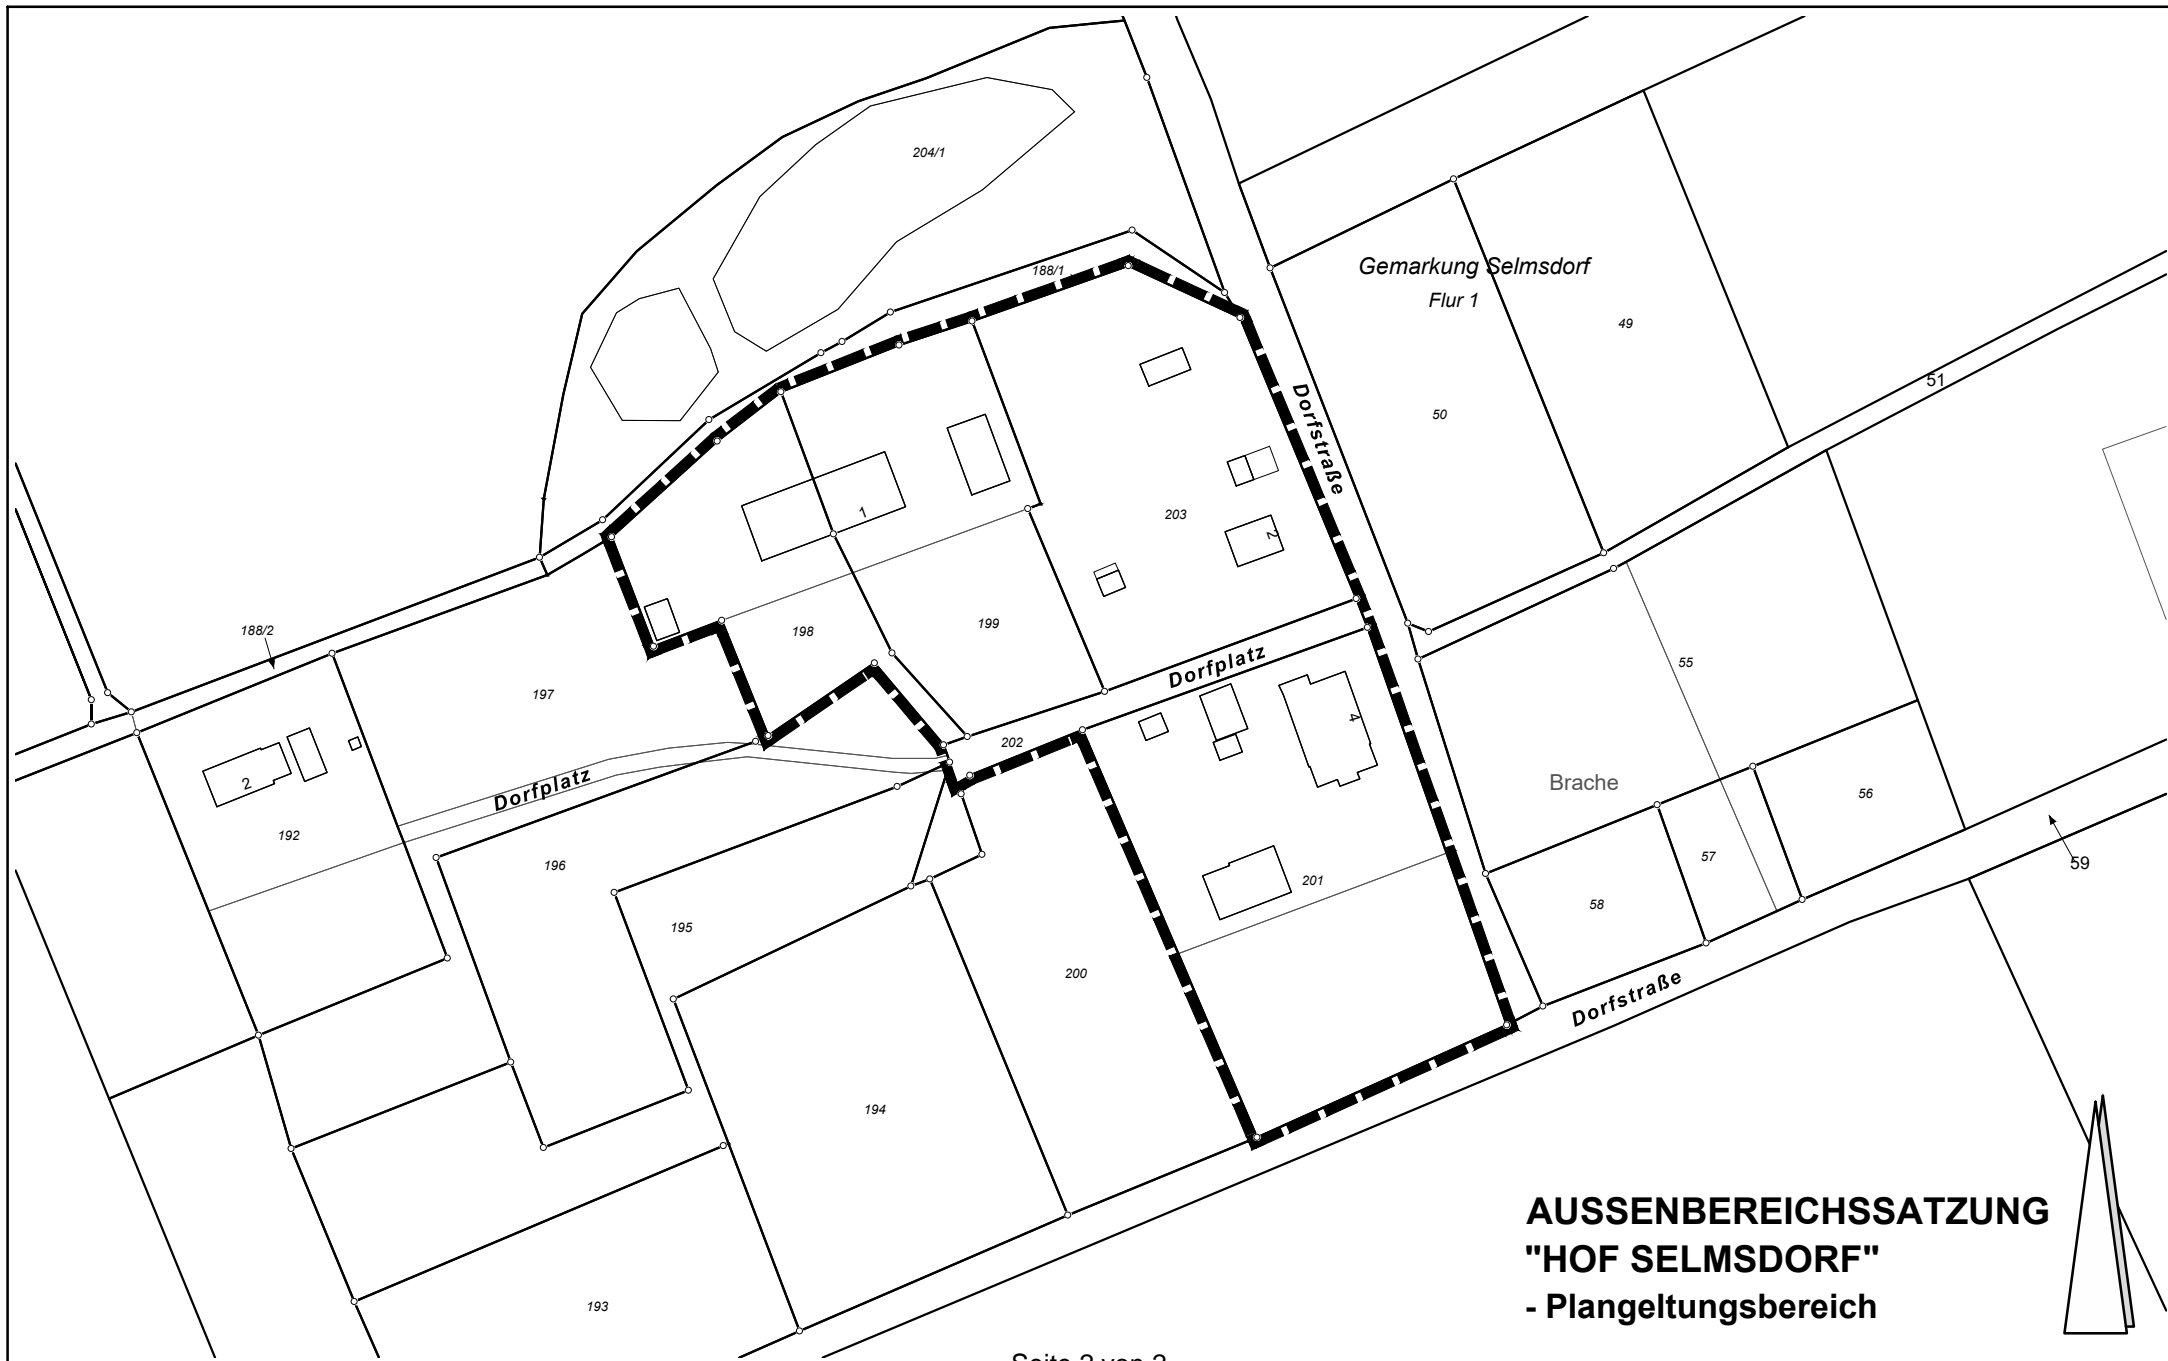 204/1
188/1
Gemarkung Selmsdorf
Flur 1
49
51
50
Dorfstraße
1
203
2
188/2
199
198
Dorfplatz
55
197
4
202
2
Dorfplatz
Brache
56
192
57
59
196
201
58
195
200
Dorfstraße
194
193
AUSSENBEREICHSSATZUNG
"HOF SELMSDORF"
- Plangeltungsbereich